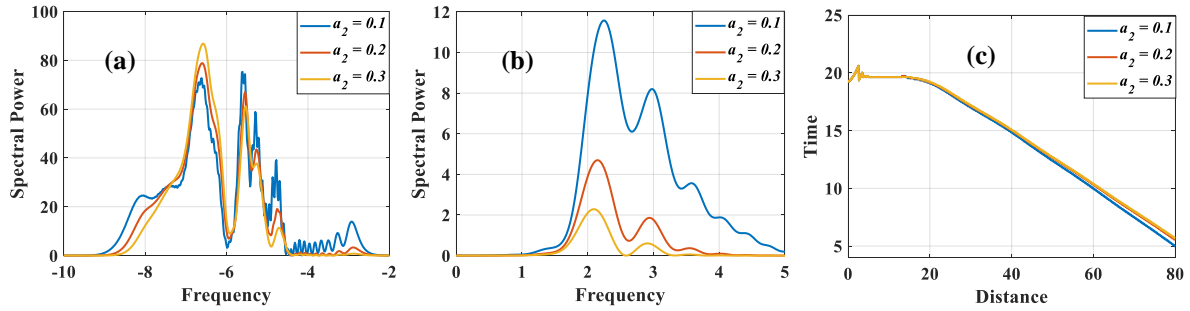 100
80
60
40
20
0
-10
-8
-6
-4
-2
Spectral Power
Frequency
(a)
a2 = 0.1
a2 = 0.2
a2 = 0.3
12
10
8
6
4
2
0
0
1
2
3
4
5
Spectral Power
Frequency
(b)
a2 = 0.1
a2 = 0.2
a2 = 0.3
25
20
15
10
5
0
20
40
60
80
Time
Distance
(c)
a2 = 0.1
a2 = 0.2
a2 = 0.3